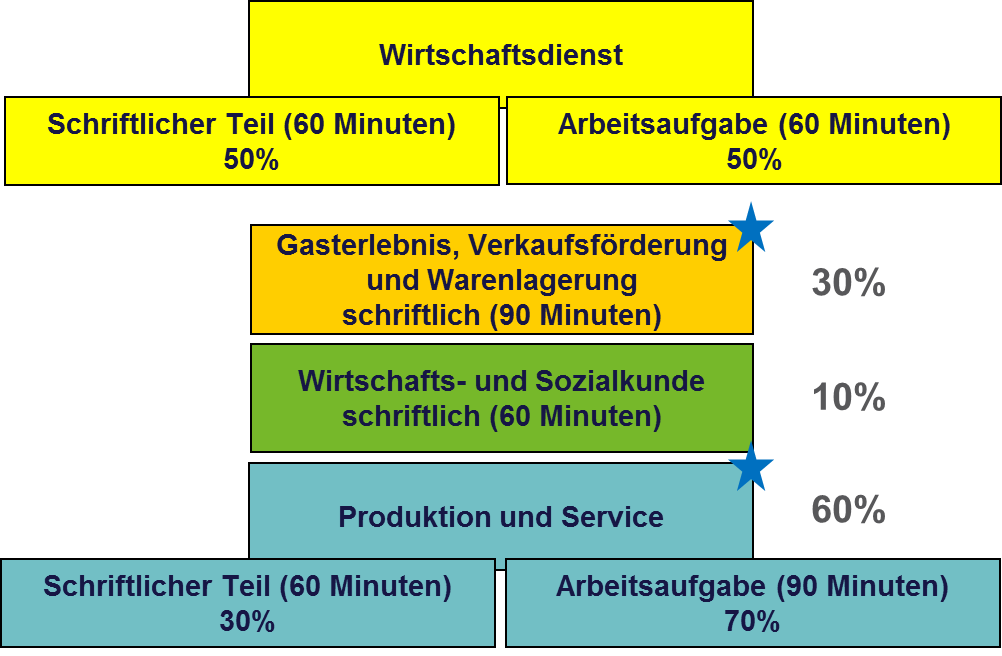 Wirtschaftsdienst
Schriftlicher Teil (60 Minuten)
50%
Arbeitsaufgabe (60 Minuten)
50%
Gasterlebnis, Verkaufsförderung
und Warenlagerung
schriftlich (90 Minuten)
30%
Wirtschafts- und Sozialkunde
schriftlich (60 Minuten)
10%
Produktion und Service
60%
Schriftlicher Teil (60 Minuten)
30%
Arbeitsaufgabe (90 Minuten)
70%